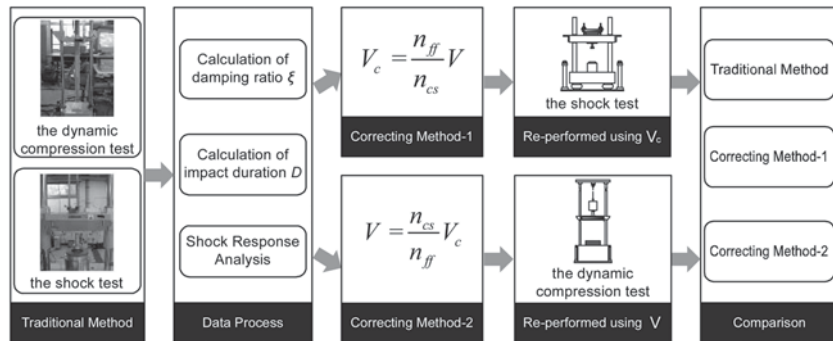 the dynamic
compression test
the shock test
Traditional Method
Calculation of
damping ratio ξ
Calculation of
impact duration D
Shock Response
Analysis
Data Process
V_c = n_ff / n_cs V
Correcting Method-1
V = n_cs / n_ff V_c
Correcting Method-2
the shock test
Re-performed using V_c
the dynamic
compression test
Re-performed using V
Traditional Method
Correcting Method-1
Correcting Method-2
Comparison